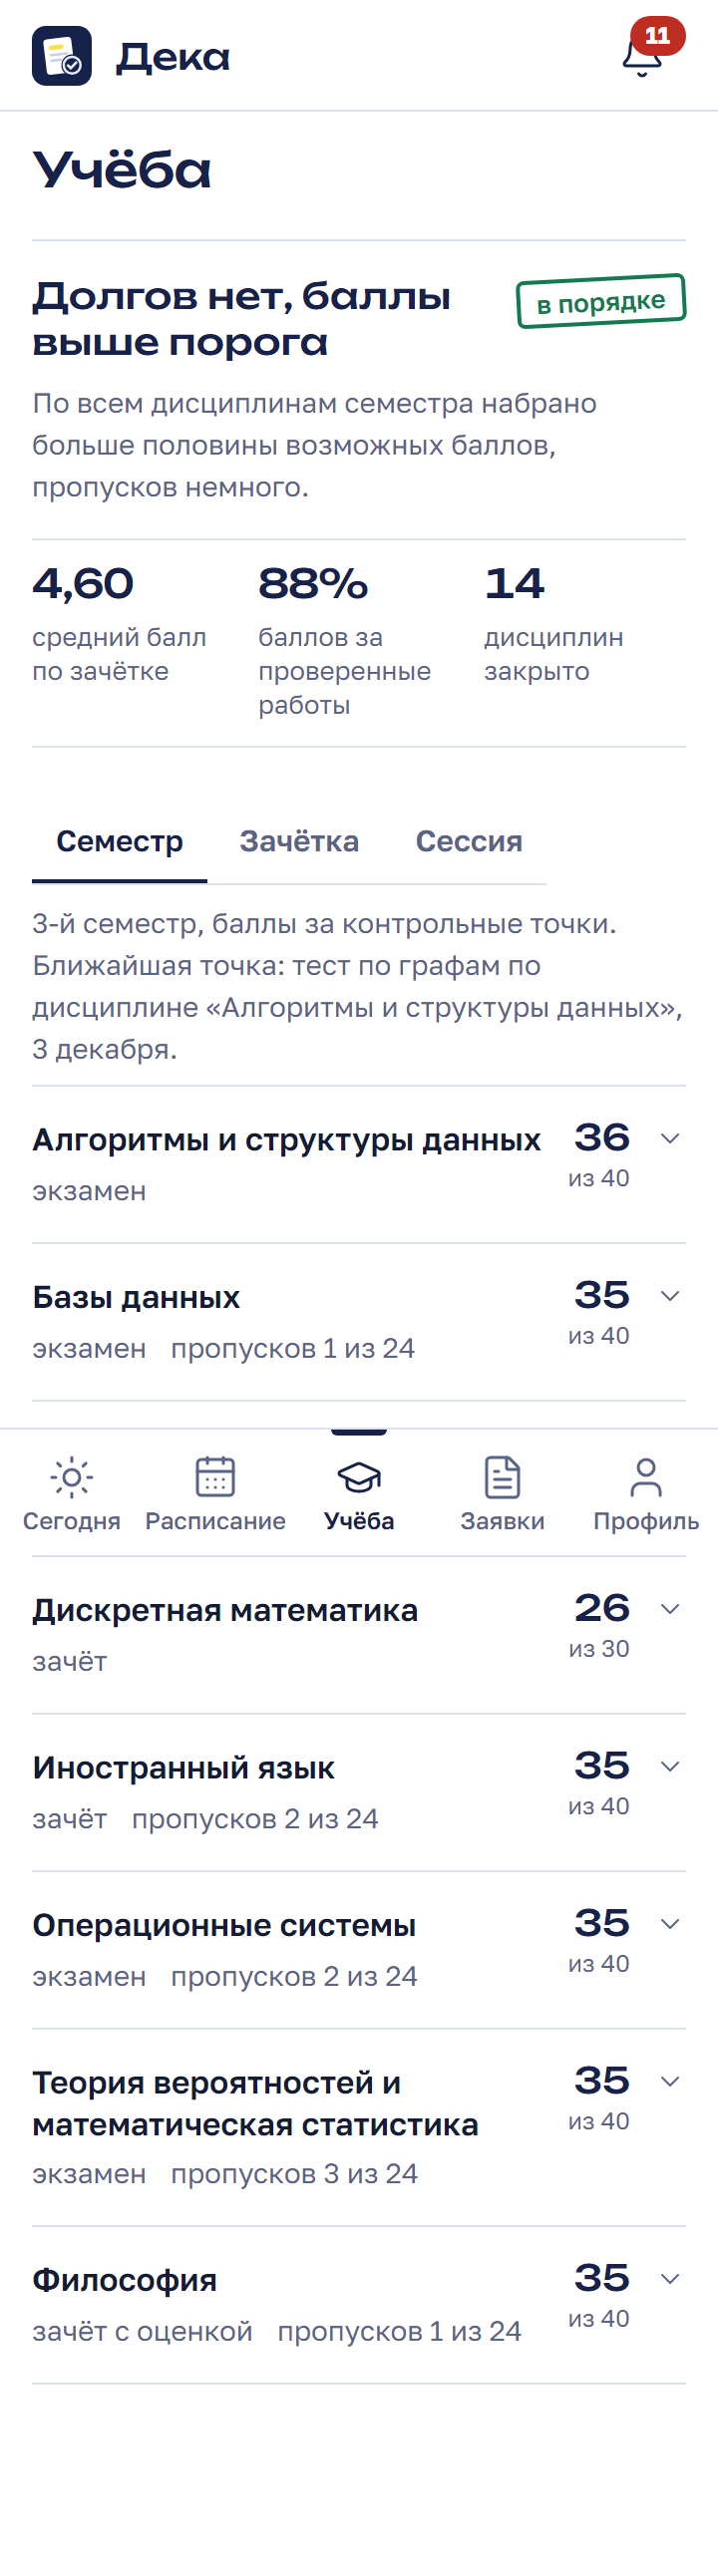 Дека
11
Учёба
Долгов нет, баллы
выше порога
в порядке
По всем дисциплинам семестра набрано
больше половины возможных баллов,
пропусков немного.
4,60
средний балл
по зачётке
88%
баллов за
проверенные
работы
14
дисциплин
закрыто
Семестр Зачётка Сессия
3-й семестр, баллы за контрольные точки.
Ближайшая точка: тест по графам по
дисциплине «Алгоритмы и структуры данных»,
3 декабря.
Алгоритмы и структуры данных 36
экзамен из 40
Базы данных 35
экзамен пропусков 1 из 24 из 40
Сегодня Расписание Учёба Заявки Профиль
Дискретная математика 26
зачёт из 30
Иностранный язык 35
зачёт пропусков 2 из 24 из 40
Операционные системы 35
экзамен пропусков 2 из 24 из 40
Теория вероятностей и 35
математическая статистика из 40
экзамен пропусков 3 из 24
Философия 35
зачёт с оценкой пропусков 1 из 24 из 40